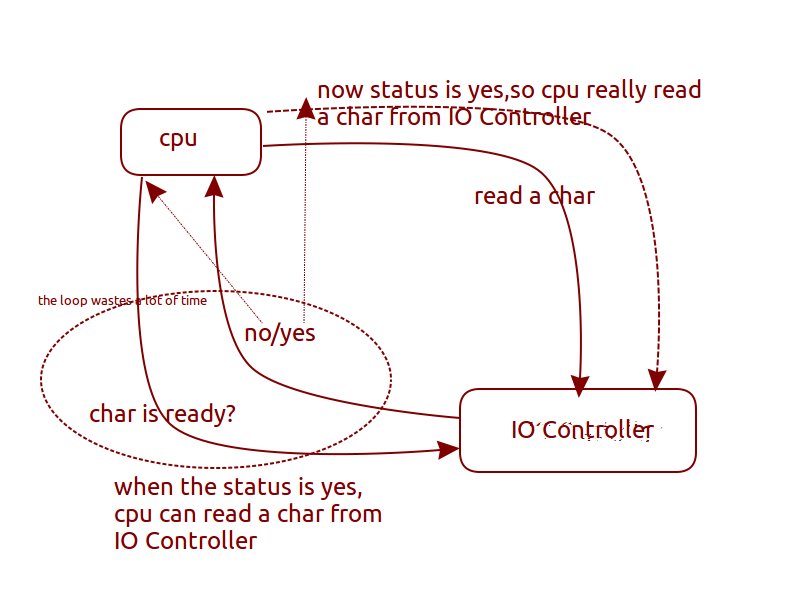 now status is yes,so cpu really read
a char from IO Controller
cpu
read a char
the loop wastes a lot of time
no/yes
char is ready?
IO Controller
when the status is yes,
cpu can read a char from
IO Controller